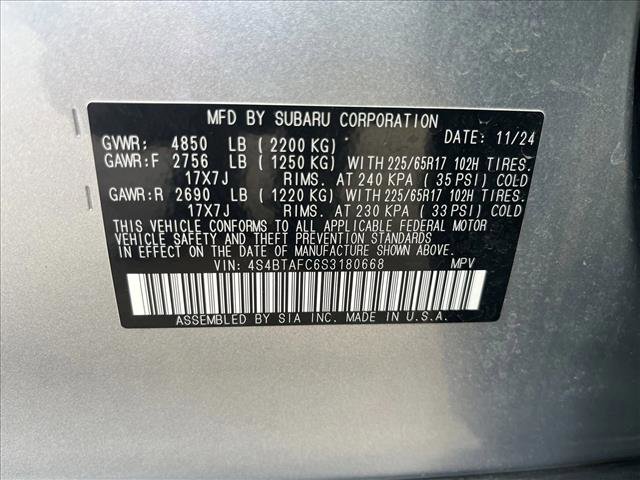 MFD BY SUBARU CORPORATION
DATE: 11/24
GVWR: 4850 LB ( 2200 KG)
GAWR:F 2756 LB ( 1250 KG) WITH 225/65R17 102H TIRES.
17X7J RIMS. AT 240 KPA ( 35 PSI) COLD
GAWR:R 2690 LB ( 1220 KG) WITH 225/65R17 102H TIRES.
17X7J RIMS. AT 230 KPA ( 33 PSI) COLD
THIS VEHICLE CONFORMS TO ALL APPLICABLE FEDERAL MOTOR
VEHICLE SAFETY AND THEFT PREVENTION STANDARDS
IN EFFECT ON THE DATE OF MANUFACTURE SHOWN ABOVE.
VIN: 4S4BTAFC6S3180668 MPV
ASSEMBLED BY SIA INC. MADE IN U.S.A.